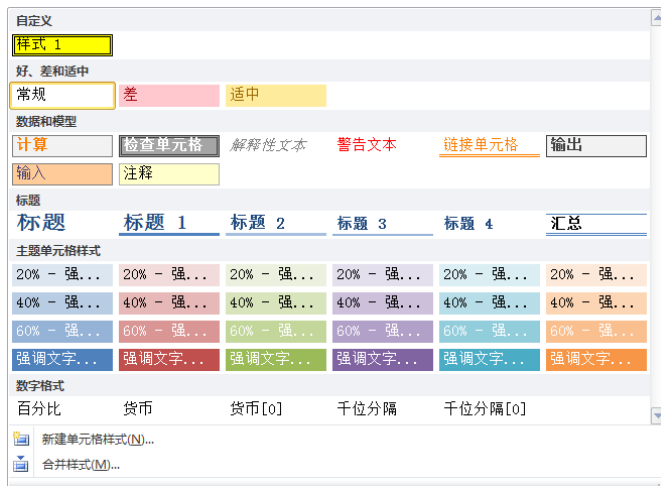 自定义
样式 1
好、差和适中
常规 差 适中
数据和模型
计算 检查单元格 解释性文本 警告文本 链接单元格 输出
输入 注释
标题
标题 标题 1 标题 2 标题 3 标题 4 汇总
主题单元格样式
20% - 强... 20% - 强... 20% - 强... 20% - 强... 20% - 强... 20% - 强...
40% - 强... 40% - 强... 40% - 强... 40% - 强... 40% - 强... 40% - 强...
60% - 强... 60% - 强... 60% - 强... 60% - 强... 60% - 强... 60% - 强...
强调文字... 强调文字... 强调文字... 强调文字... 强调文字... 强调文字...
数字格式
百分比 货币 货币[0] 千位分隔 千位分隔[0]
新建单元格样式(N)...
合并样式(M)...